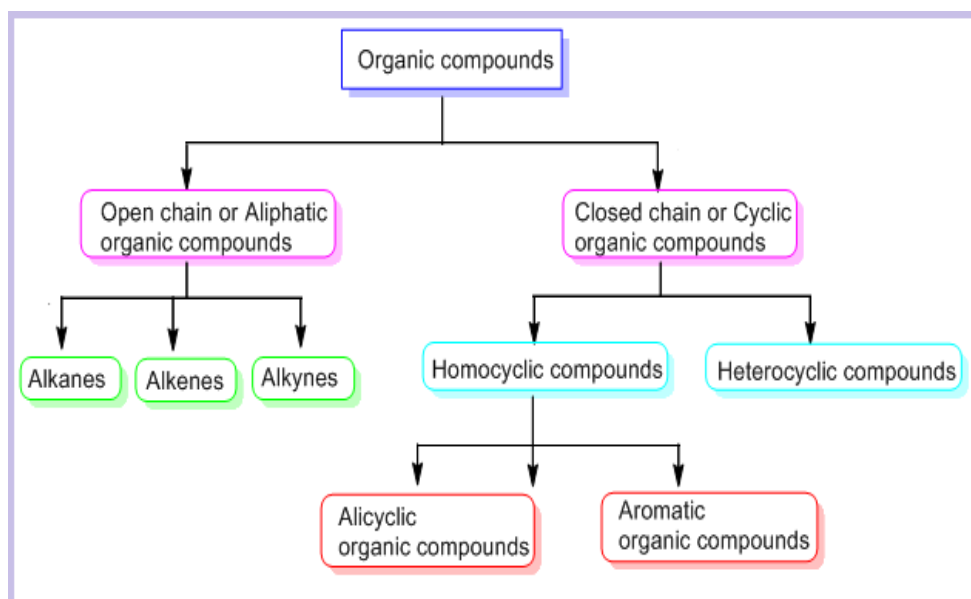 Organic compounds
Open chain or Aliphatic
organic compounds
Closed chain or Cyclic
organic compounds
Alkanes
Alkenes
Alkynes
Homocyclic compounds
Heterocyclic compounds
Alicyclic
organic compounds
Aromatic
organic compounds